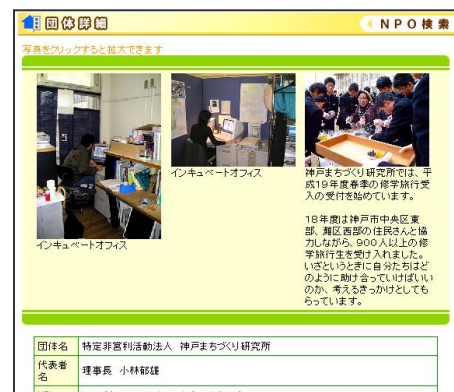 団体詳細
NPO検索
写真をクリックすると拡大できます
インキュベートオフィス
インキュベートオフィス
神戸まちづくり研究所では、平
成19年度春季の修学旅行受
入の受付を始めています。
18年度は神戸市中央区東
部、灘区西部の住民さんと協
力しながら、900人以上の修
学旅行生を受け入れました。
いざというときに自分たちはど
のように助け合っていけばいい
のか、考えるきっかけとしても
らっています。
団体名 特定非営利活動法人 神戸まちづくり研究所
代表者
名
理事長 小林郁雄